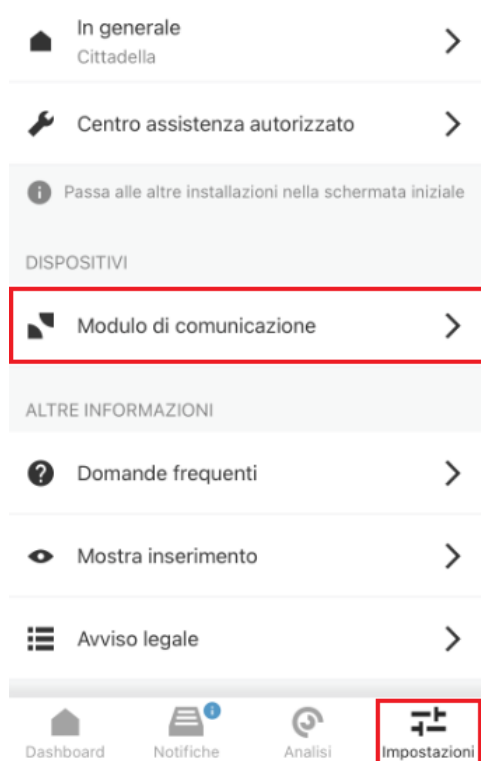 In generale
Cittadella
Centro assistenza autorizzato
Passa alle altre installazioni nella schermata iniziale
DISPOSITIVI
Modulo di comunicazione
ALTRE INFORMAZIONI
Domande frequenti
Mostra inserimento
Avviso legale
Dashboard Notifiche Analisi Impostazioni